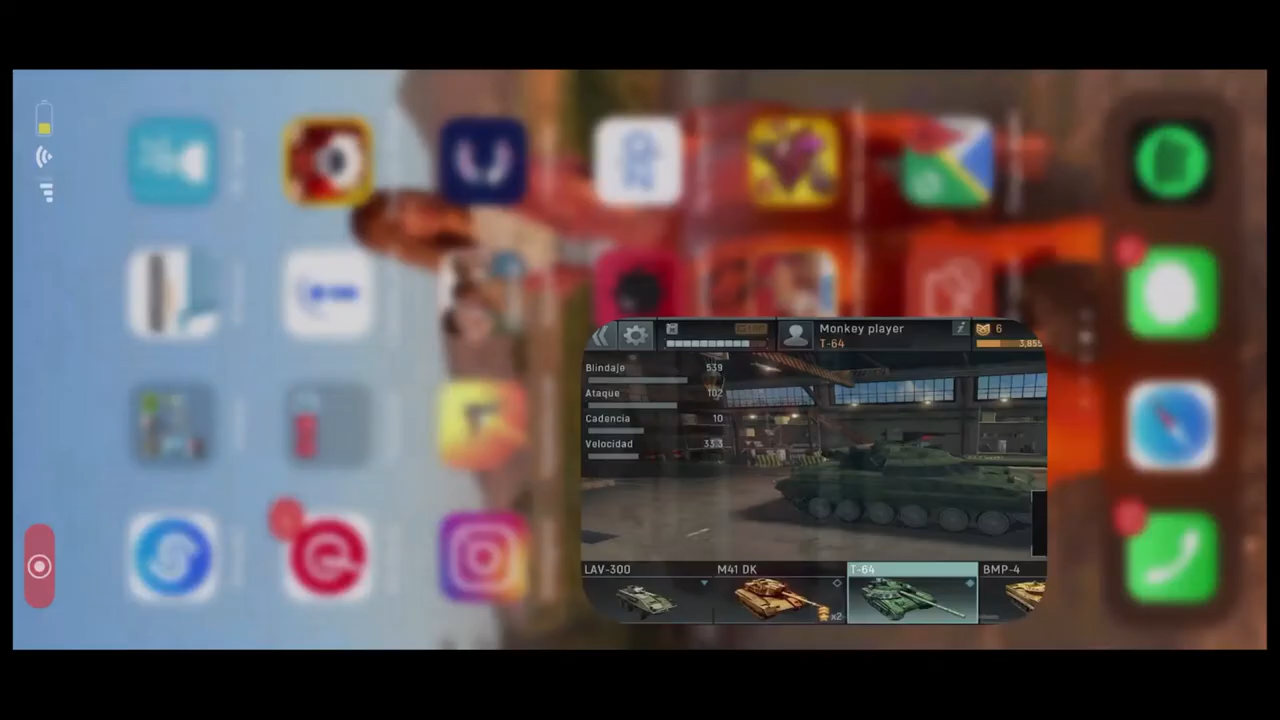 Monkey player
6
T-64
3,855
Blindaje 539
Ataque 102
Cadencia 10
Velocidad 33.3
LAV-300
M41 DK
T-64
BMP-4
x2